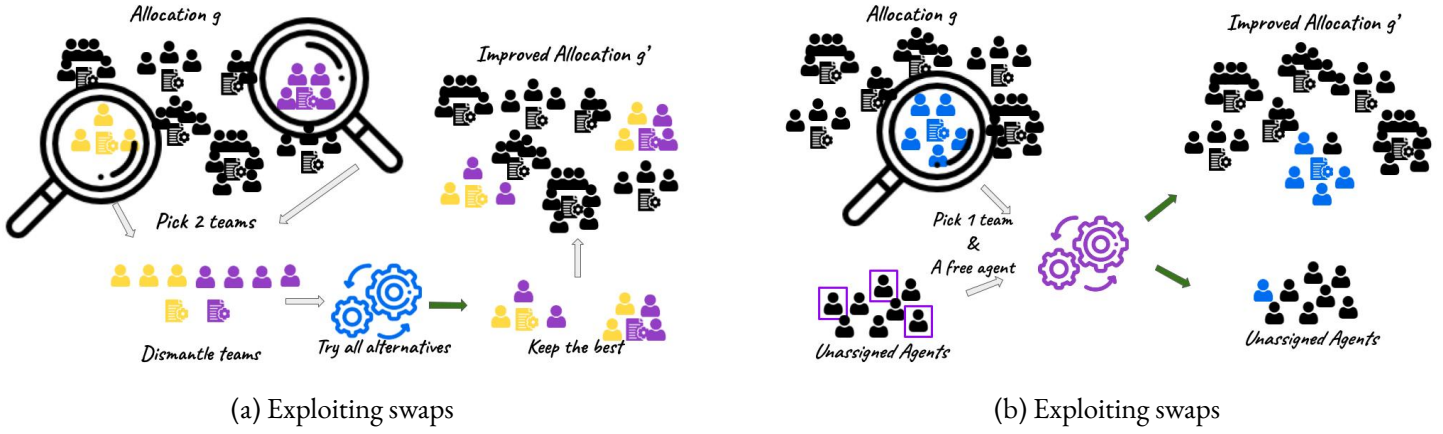 Allocation g
Improved Allocation g'
Pick 2 teams
Dismantle teams
Try all alternatives
Keep the best
(a) Exploiting swaps
Allocation g
Improved Allocation g'
Pick 1 team
&
A free agent
Unassigned Agents
Unassigned Agents
(b) Exploiting swaps